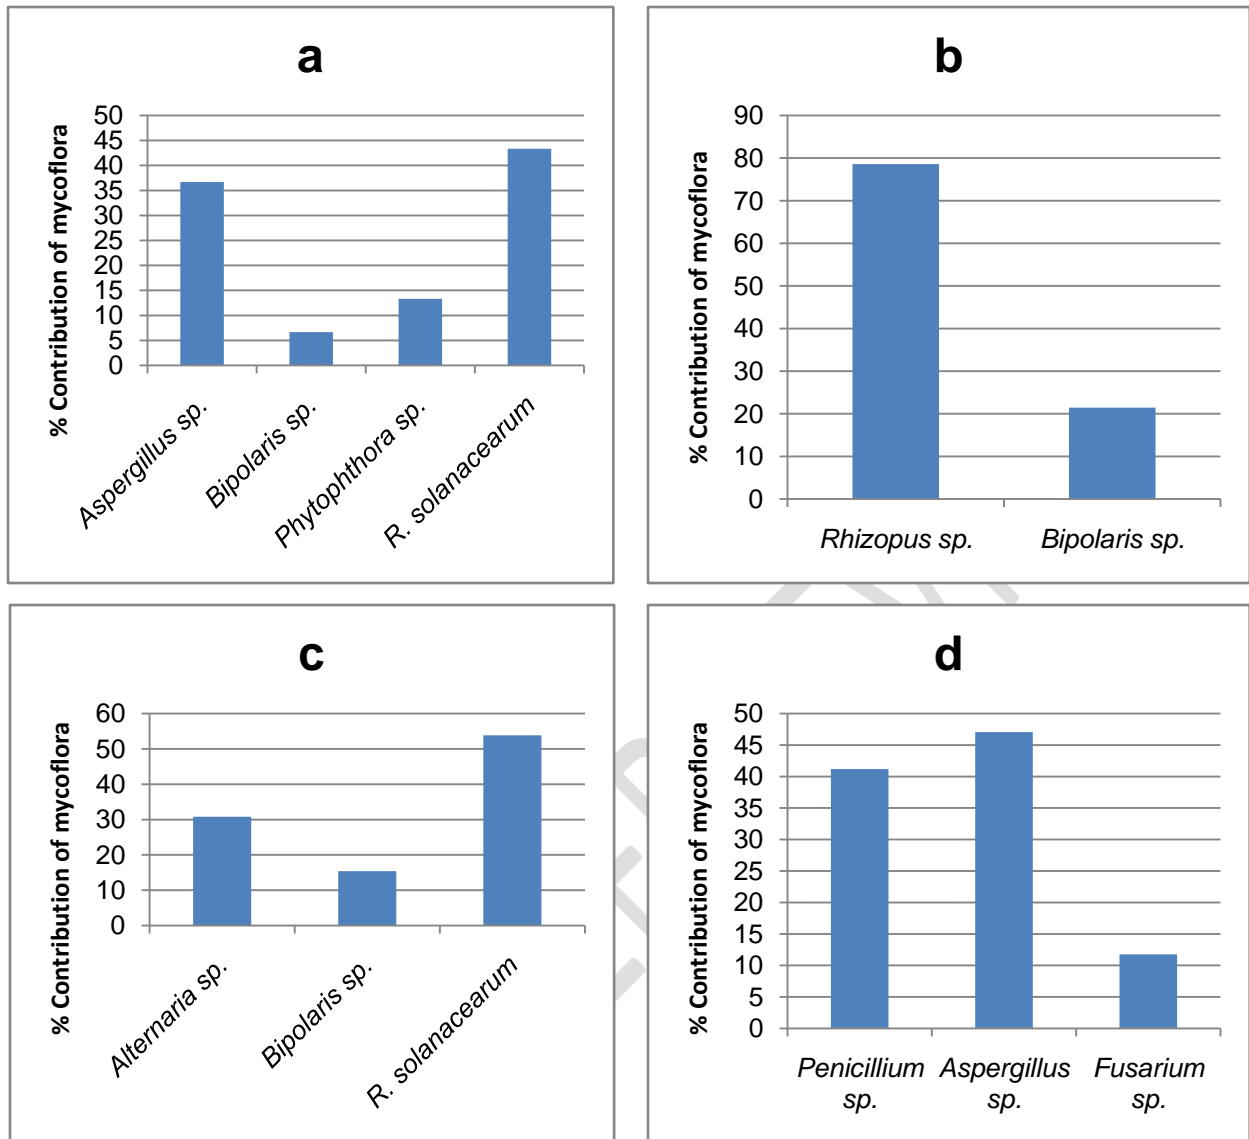 a
% Contribution of mycoflora
50
45
40
35
30
25
20
15
10
5
0
Aspergillus sp.
Bipolaris sp.
Phytophthora sp.
R. solanacearum
b
% Contribution of mycoflora
90
80
70
60
50
40
30
20
10
0
Rhizopus sp.
Bipolaris sp.
c
% Contribution of mycoflora
60
50
40
30
20
10
0
Alternaria sp.
Bipolaris sp.
R. solanacearum
d
% Contribution of mycoflora
50
45
40
35
30
25
20
15
10
5
0
Penicillium
sp.
Aspergillus
sp.
Fusarium
sp.